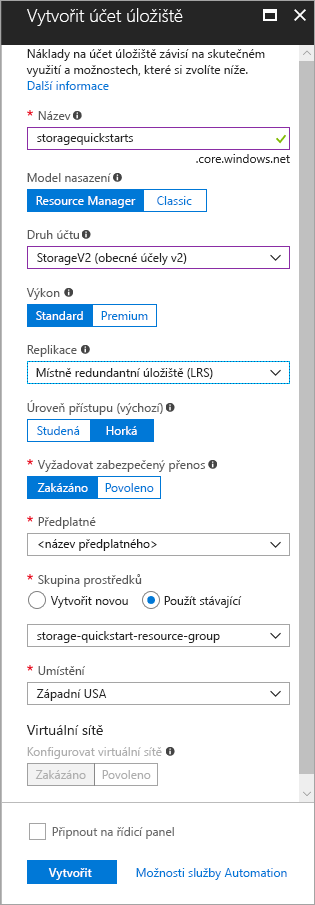 Vytvořit účet úložiště
Náklady na účet úložiště závisí na skutečném
využití a možnostech, které si zvolíte níže.
Další informace
* Název
storagequickstarts
.core.windows.net
Model nasazení
Resource Manager Classic
Druh účtu
StorageV2 (obecné účely v2)
Výkon
Standard Premium
Replikace
Místně redundantní úložiště (LRS)
Úroveň přístupu (výchozí)
Studená Horká
* Vyžadovat zabezpečený přenos
Zakázáno Povoleno
* Předplatné
<název předplatného>
* Skupina prostředků
Vytvořit novou Použít stávající
storage-quickstart-resource-group
* Umístění
Západní USA
Virtuální sítě
Konfigurovat virtuální sítě
Zakázáno Povoleno
Připnout na řídicí panel
Vytvořit Možnosti služby Automation